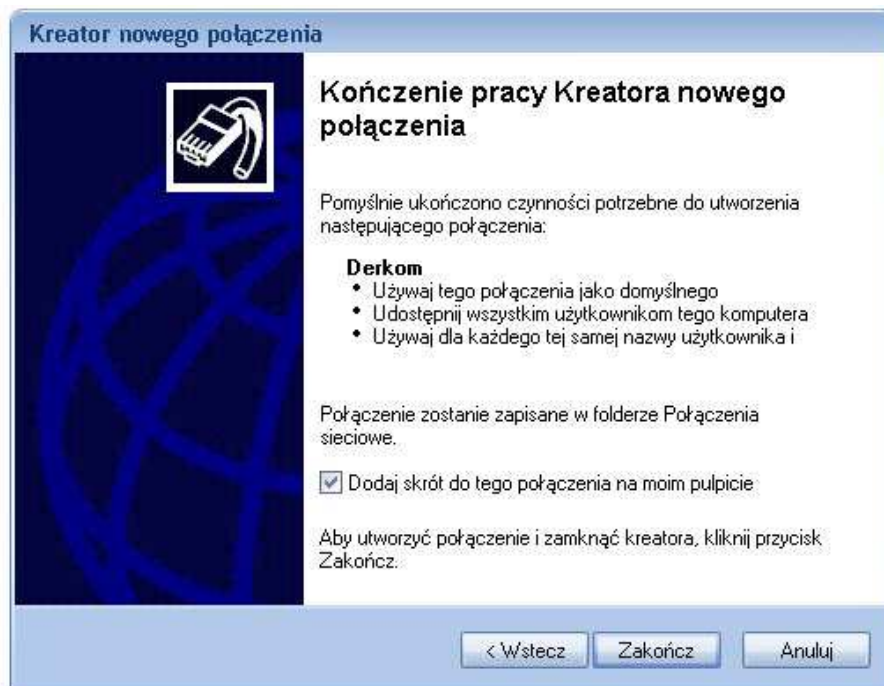 Kreator nowego połączenia
Kończenie pracy Kreatora nowego
połączenia
Pomyślnie ukończono czynności potrzebne do utworzenia
następującego połączenia:
Derkom
• Używaj tego połączenia jako domyślnego
• Udostępnij wszystkim użytkownikom tego komputera
• Używaj dla każdego tej samej nazwy użytkownika i
Połączenie zostanie zapisane w folderze Połączenia
sieciowe.
Dodaj skrót do tego połączenia na moim pulpicie
Aby utworzyć połączenie i zamknąć kreatora, kliknij przycisk
Zakończ.
< Wstecz Zakończ Anuluj